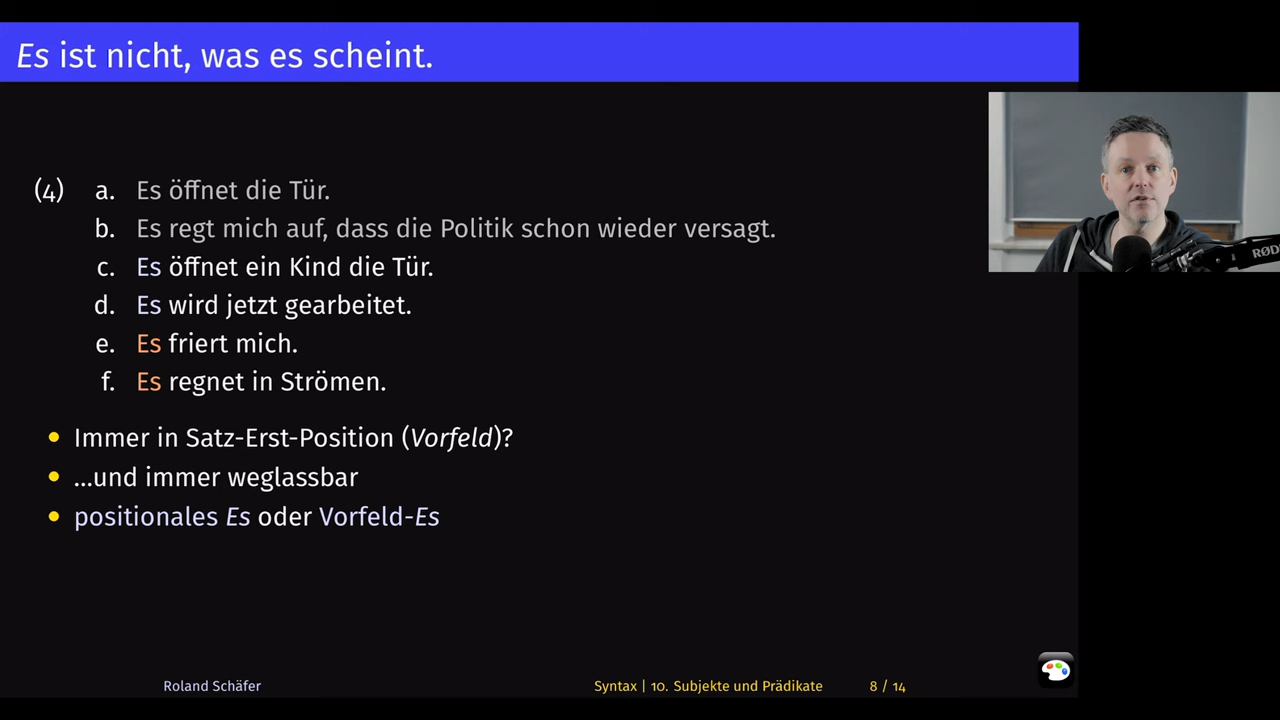 Es ist nicht, was es scheint.
(4) a. Es öffnet die Tür.
b. Es regt mich auf, dass die Politik schon wieder versagt.
c. Es öffnet ein Kind die Tür.
d. Es wird jetzt gearbeitet.
e. Es friert mich.
f. Es regnet in Strömen.
• Immer in Satz-Erst-Position (Vorfeld)?
• ...und immer weglassbar
• positionales Es oder Vorfeld-Es
Roland Schäfer
Syntax | 10. Subjekte und Prädikate
8 / 14